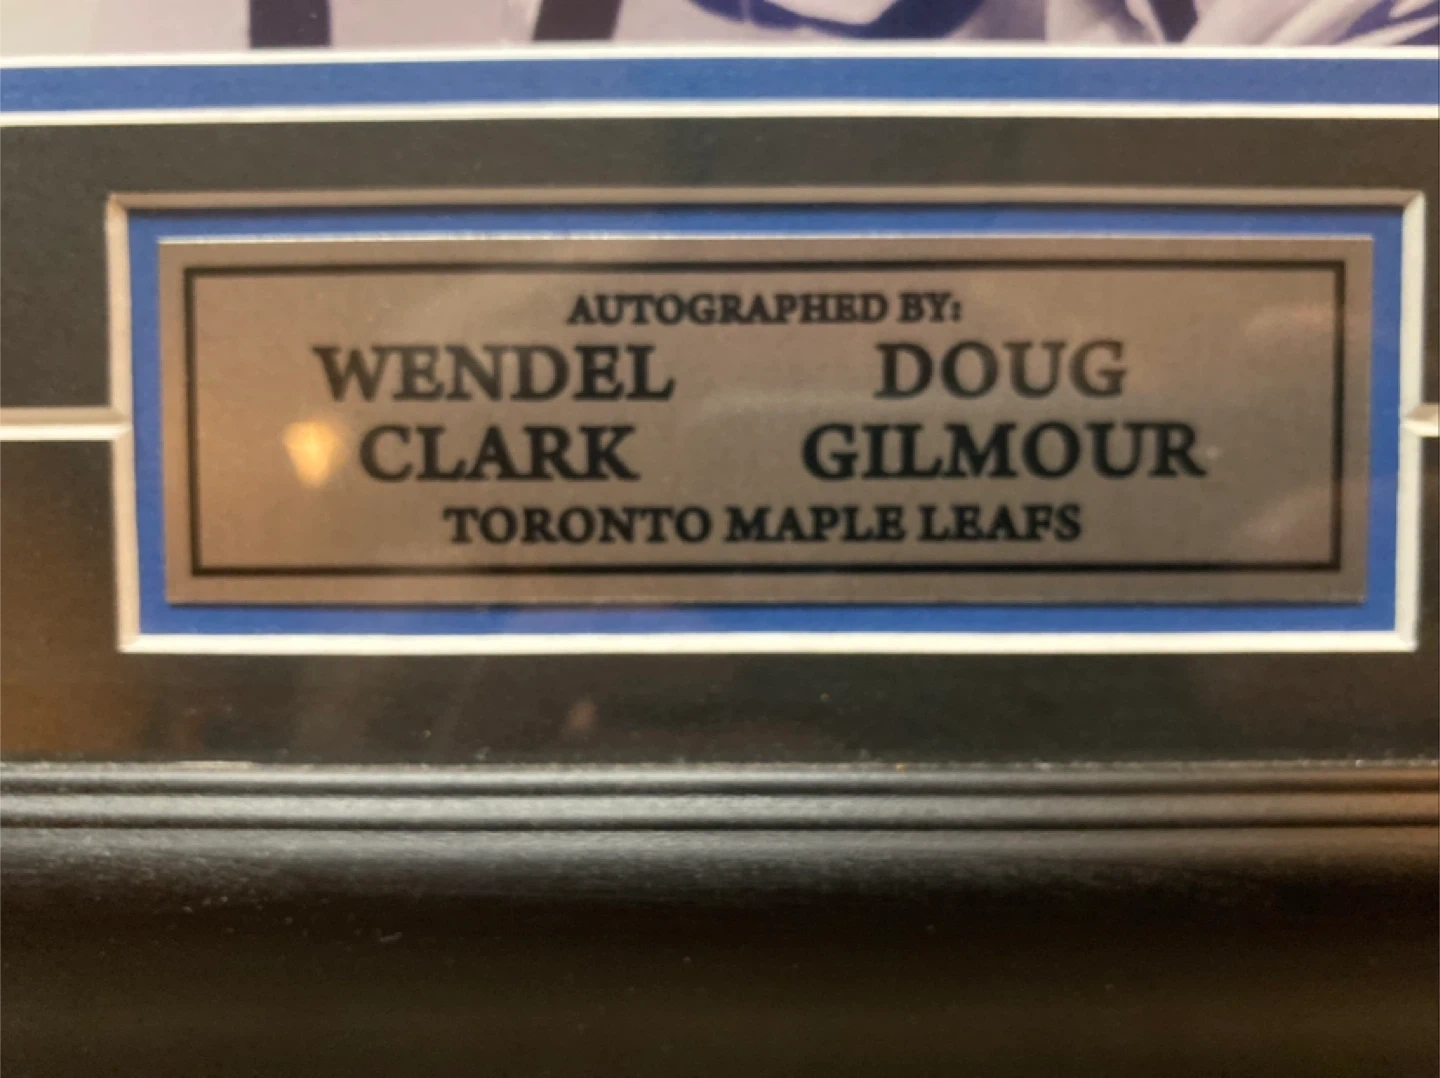 AUTOGRAPHED BY:
WENDEL DOUG
CLARK GILMOUR
TORONTO MAPLE LEAFS